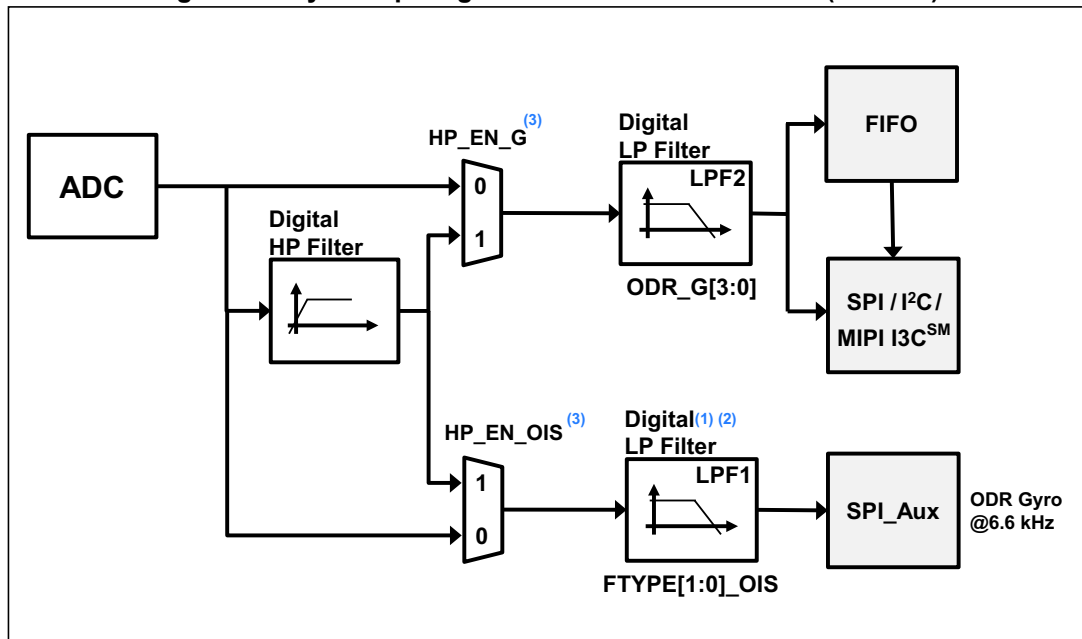 ADC
HP_EN_G (3)
0
1
Digital
HP Filter
Digital
LP Filter
LPF2
ODR_G[3:0]
FIFO
SPI / I²C /
MIPI I3C^SM
HP_EN_OIS (3)
1
0
Digital(1) (2)
LP Filter
LPF1
FTYPE[1:0]_OIS
SPI_Aux
ODR Gyro
@6.6 kHz